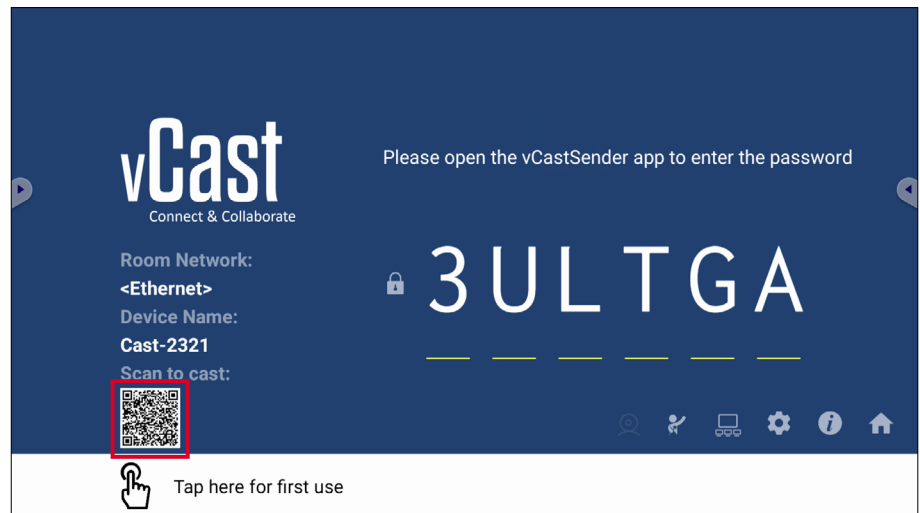 vCast
Connect & Collaborate
Please open the vCastSender app to enter the password
Room Network:
<Ethernet>
Device Name:
Cast-2321
Scan to cast:
3ULTGA
Tap here for first use